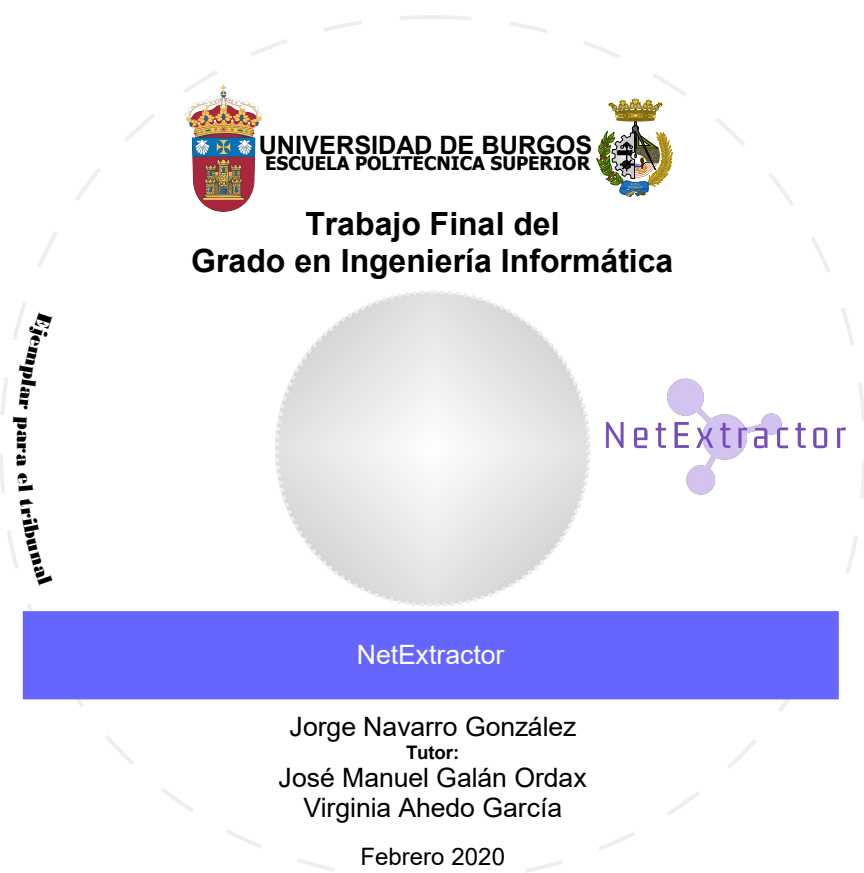 UNIVERSIDAD DE BURGOS
ESCUELA POLITECNICA SUPERIOR
Trabajo Final del
Grado en Ingeniería Informática
Ejemplar para el tribunal
NetExtractor
NetExtractor
Jorge Navarro González
Tutor:
José Manuel Galán Ordax
Virginia Ahedo García
Febrero 2020